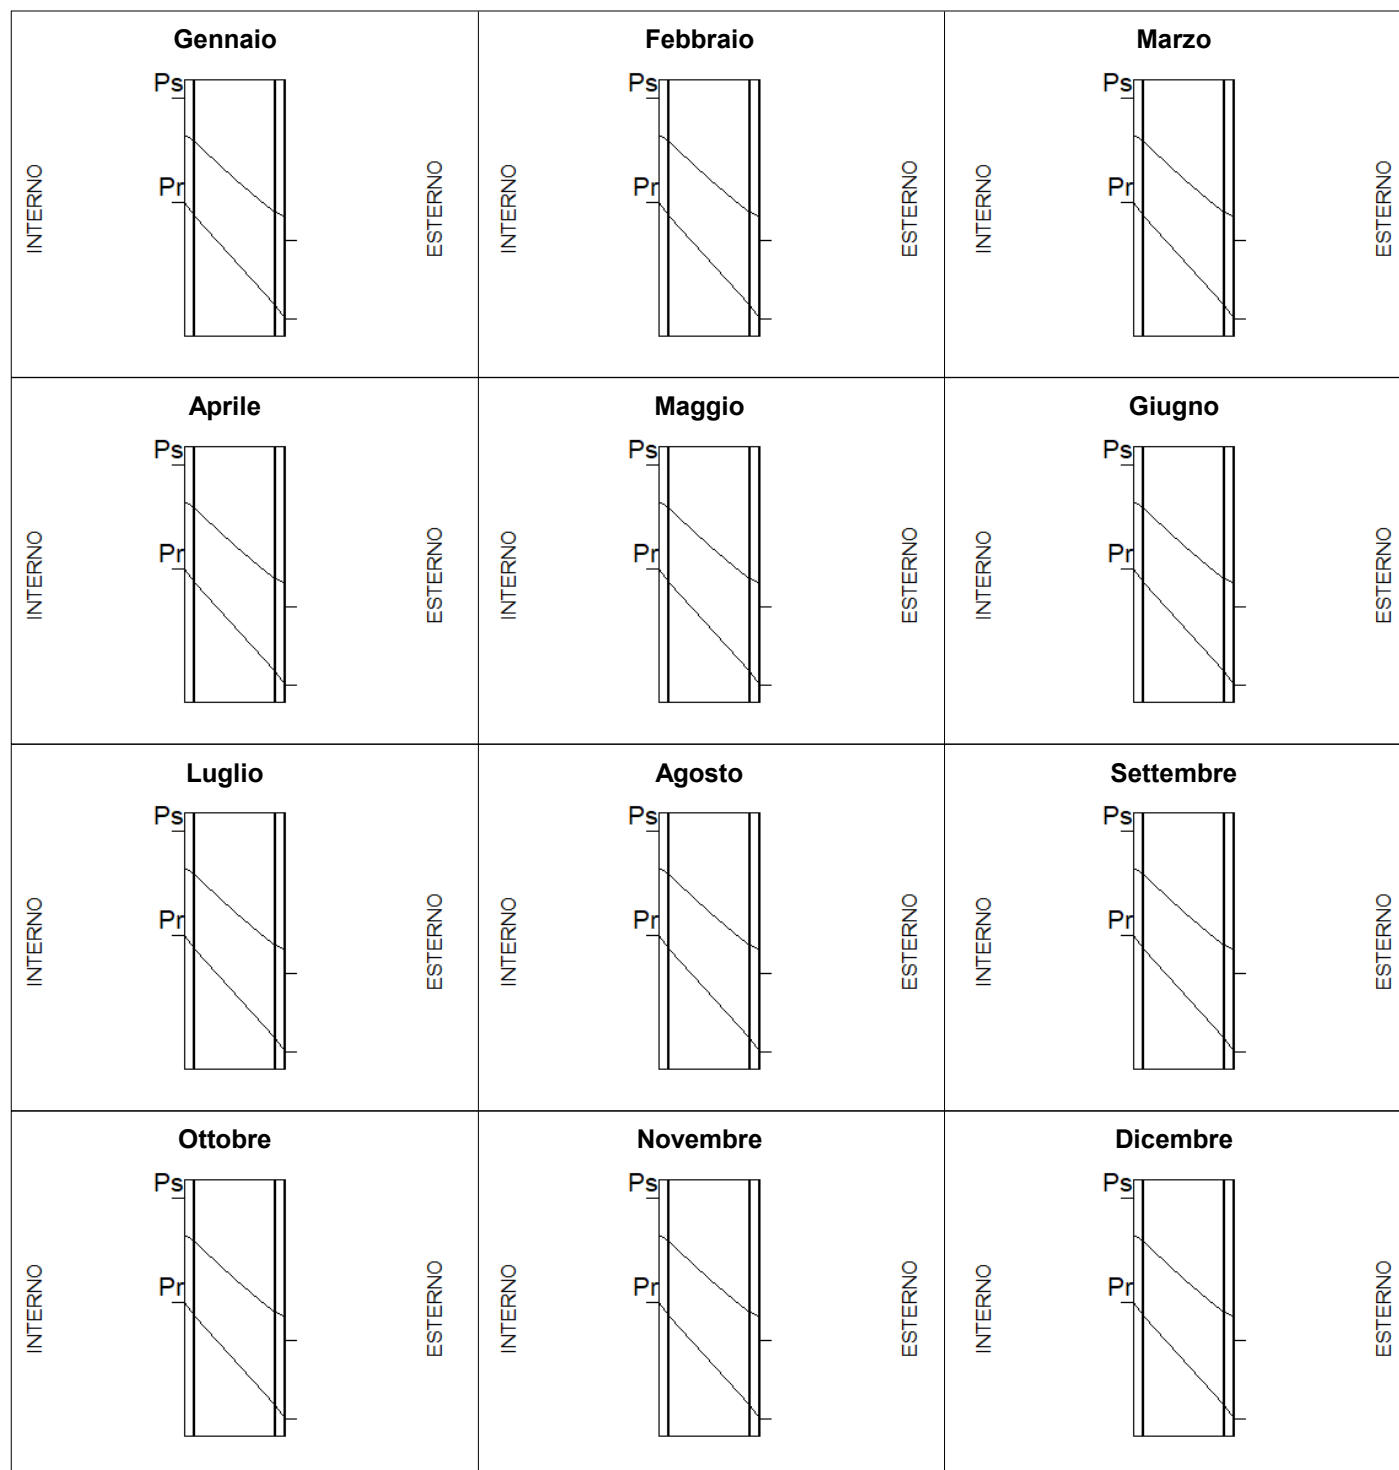 Gennaio
Ps
Pr
INTERNO
ESTERNO
Febbraio
Ps
Pr
INTERNO
ESTERNO
Marzo
Ps
Pr
INTERNO
ESTERNO
Aprile
Ps
Pr
INTERNO
ESTERNO
Maggio
Ps
Pr
INTERNO
ESTERNO
Giugno
Ps
Pr
INTERNO
ESTERNO
Luglio
Ps
Pr
INTERNO
ESTERNO
Agosto
Ps
Pr
INTERNO
ESTERNO
Settembre
Ps
Pr
INTERNO
ESTERNO
Ottobre
Ps
Pr
INTERNO
ESTERNO
Novembre
Ps
Pr
INTERNO
ESTERNO
Dicembre
Ps
Pr
INTERNO
ESTERNO